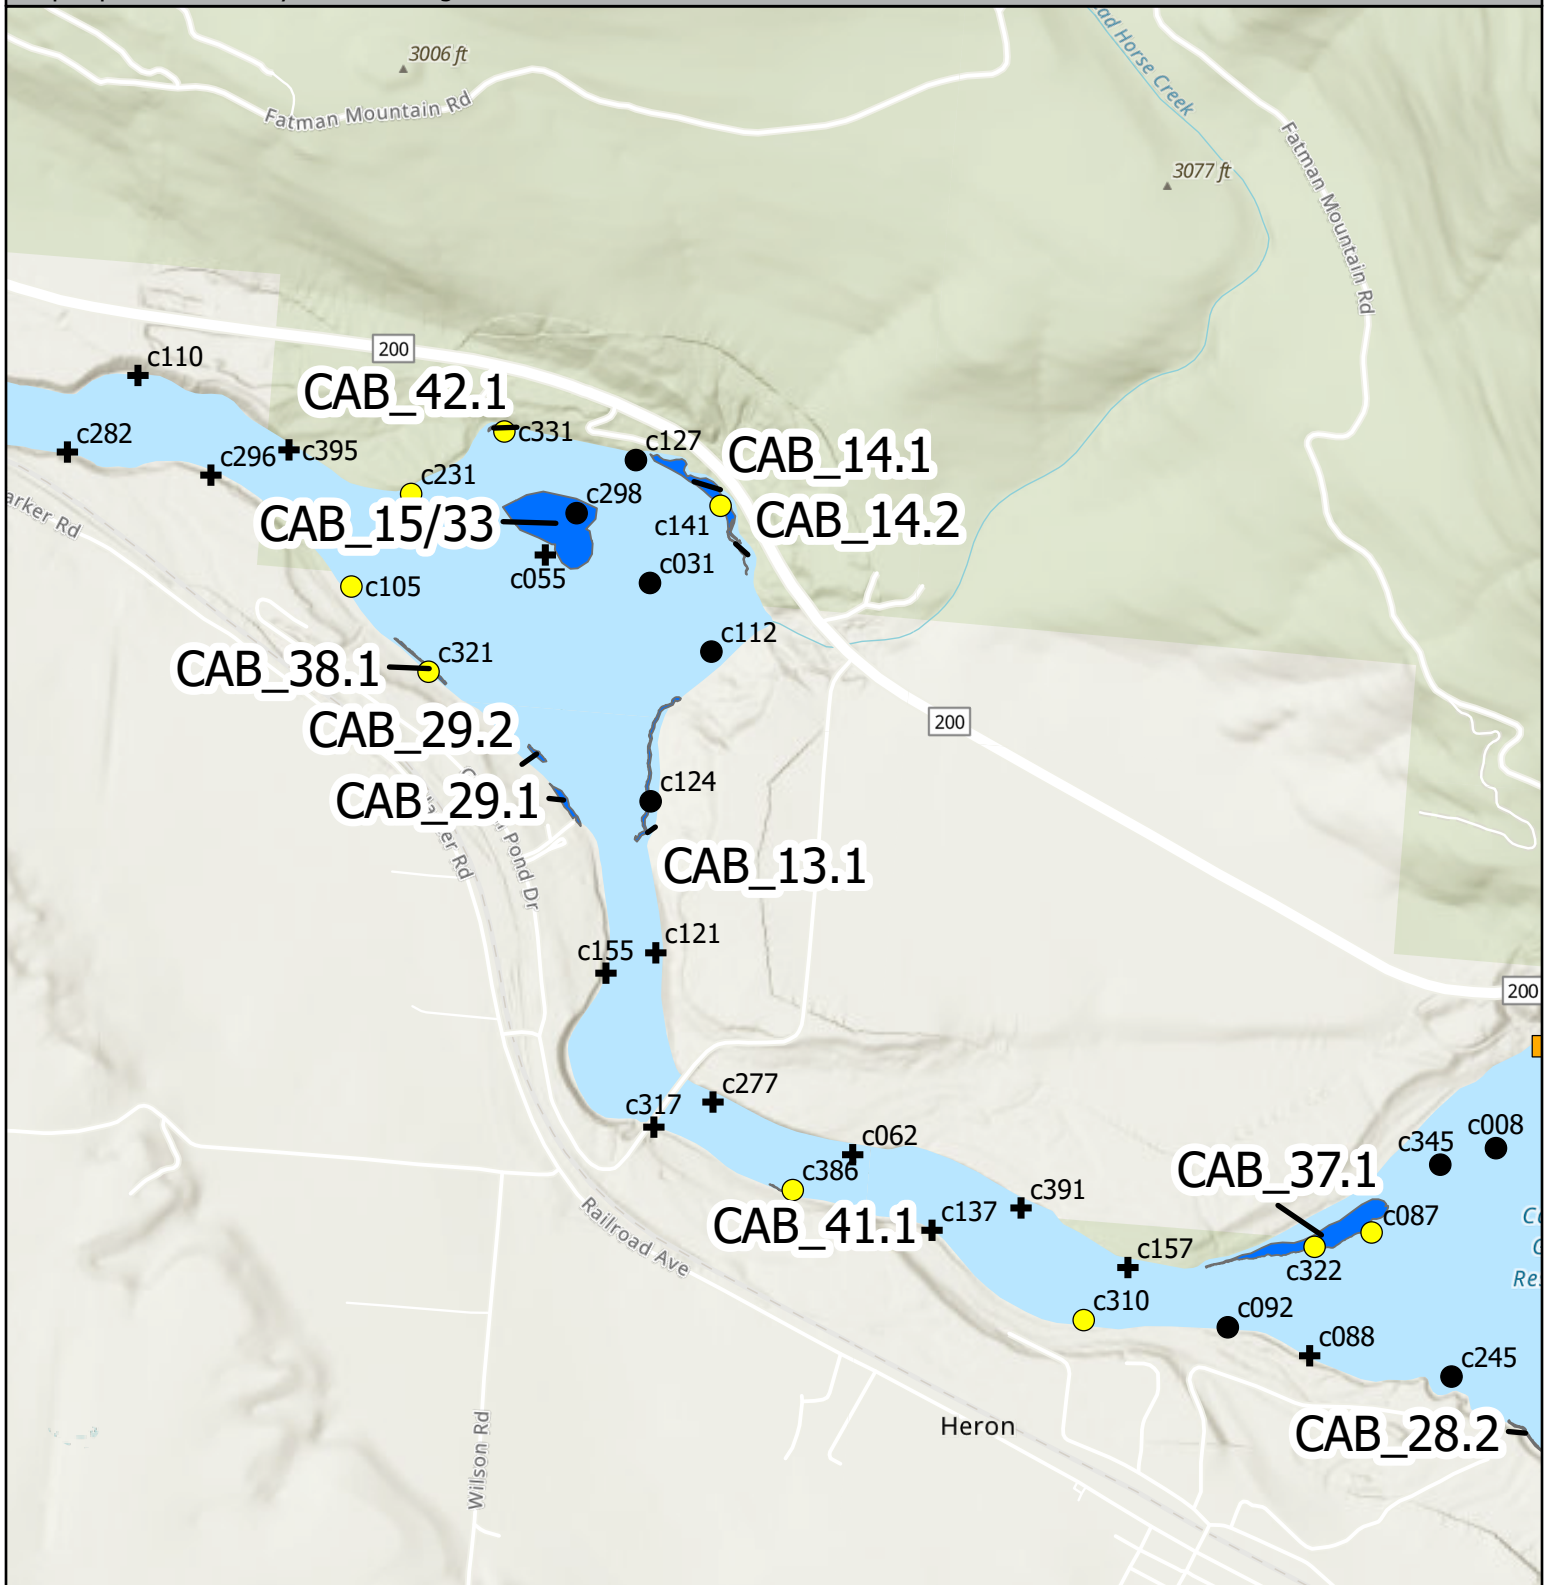 3006 ft
Fatman Mountain Rd
ad Horse Creek
3077 ft
Fatman Mountain Rd
200
c110
CAB_42.1
c331
c282
c296
c395
c127
CAB_14.1
c231
c298
CAB_15/33
c141
CAB_14.2
arker Rd
c055
c031
c105
c112
c321
CAB_38.1
CAB_29.2
200
CAB_29.1
c124
er Rd
Pond Dr
CAB_13.1
c155
c121
200
c277
c317
c062
c345
c008
c386
CAB_37.1
c391
c087
CAB_41.1
c137
c157
c322
Railroad Ave
Res
c310
c092
c088
c245
Wilson Rd
Heron
CAB_28.2